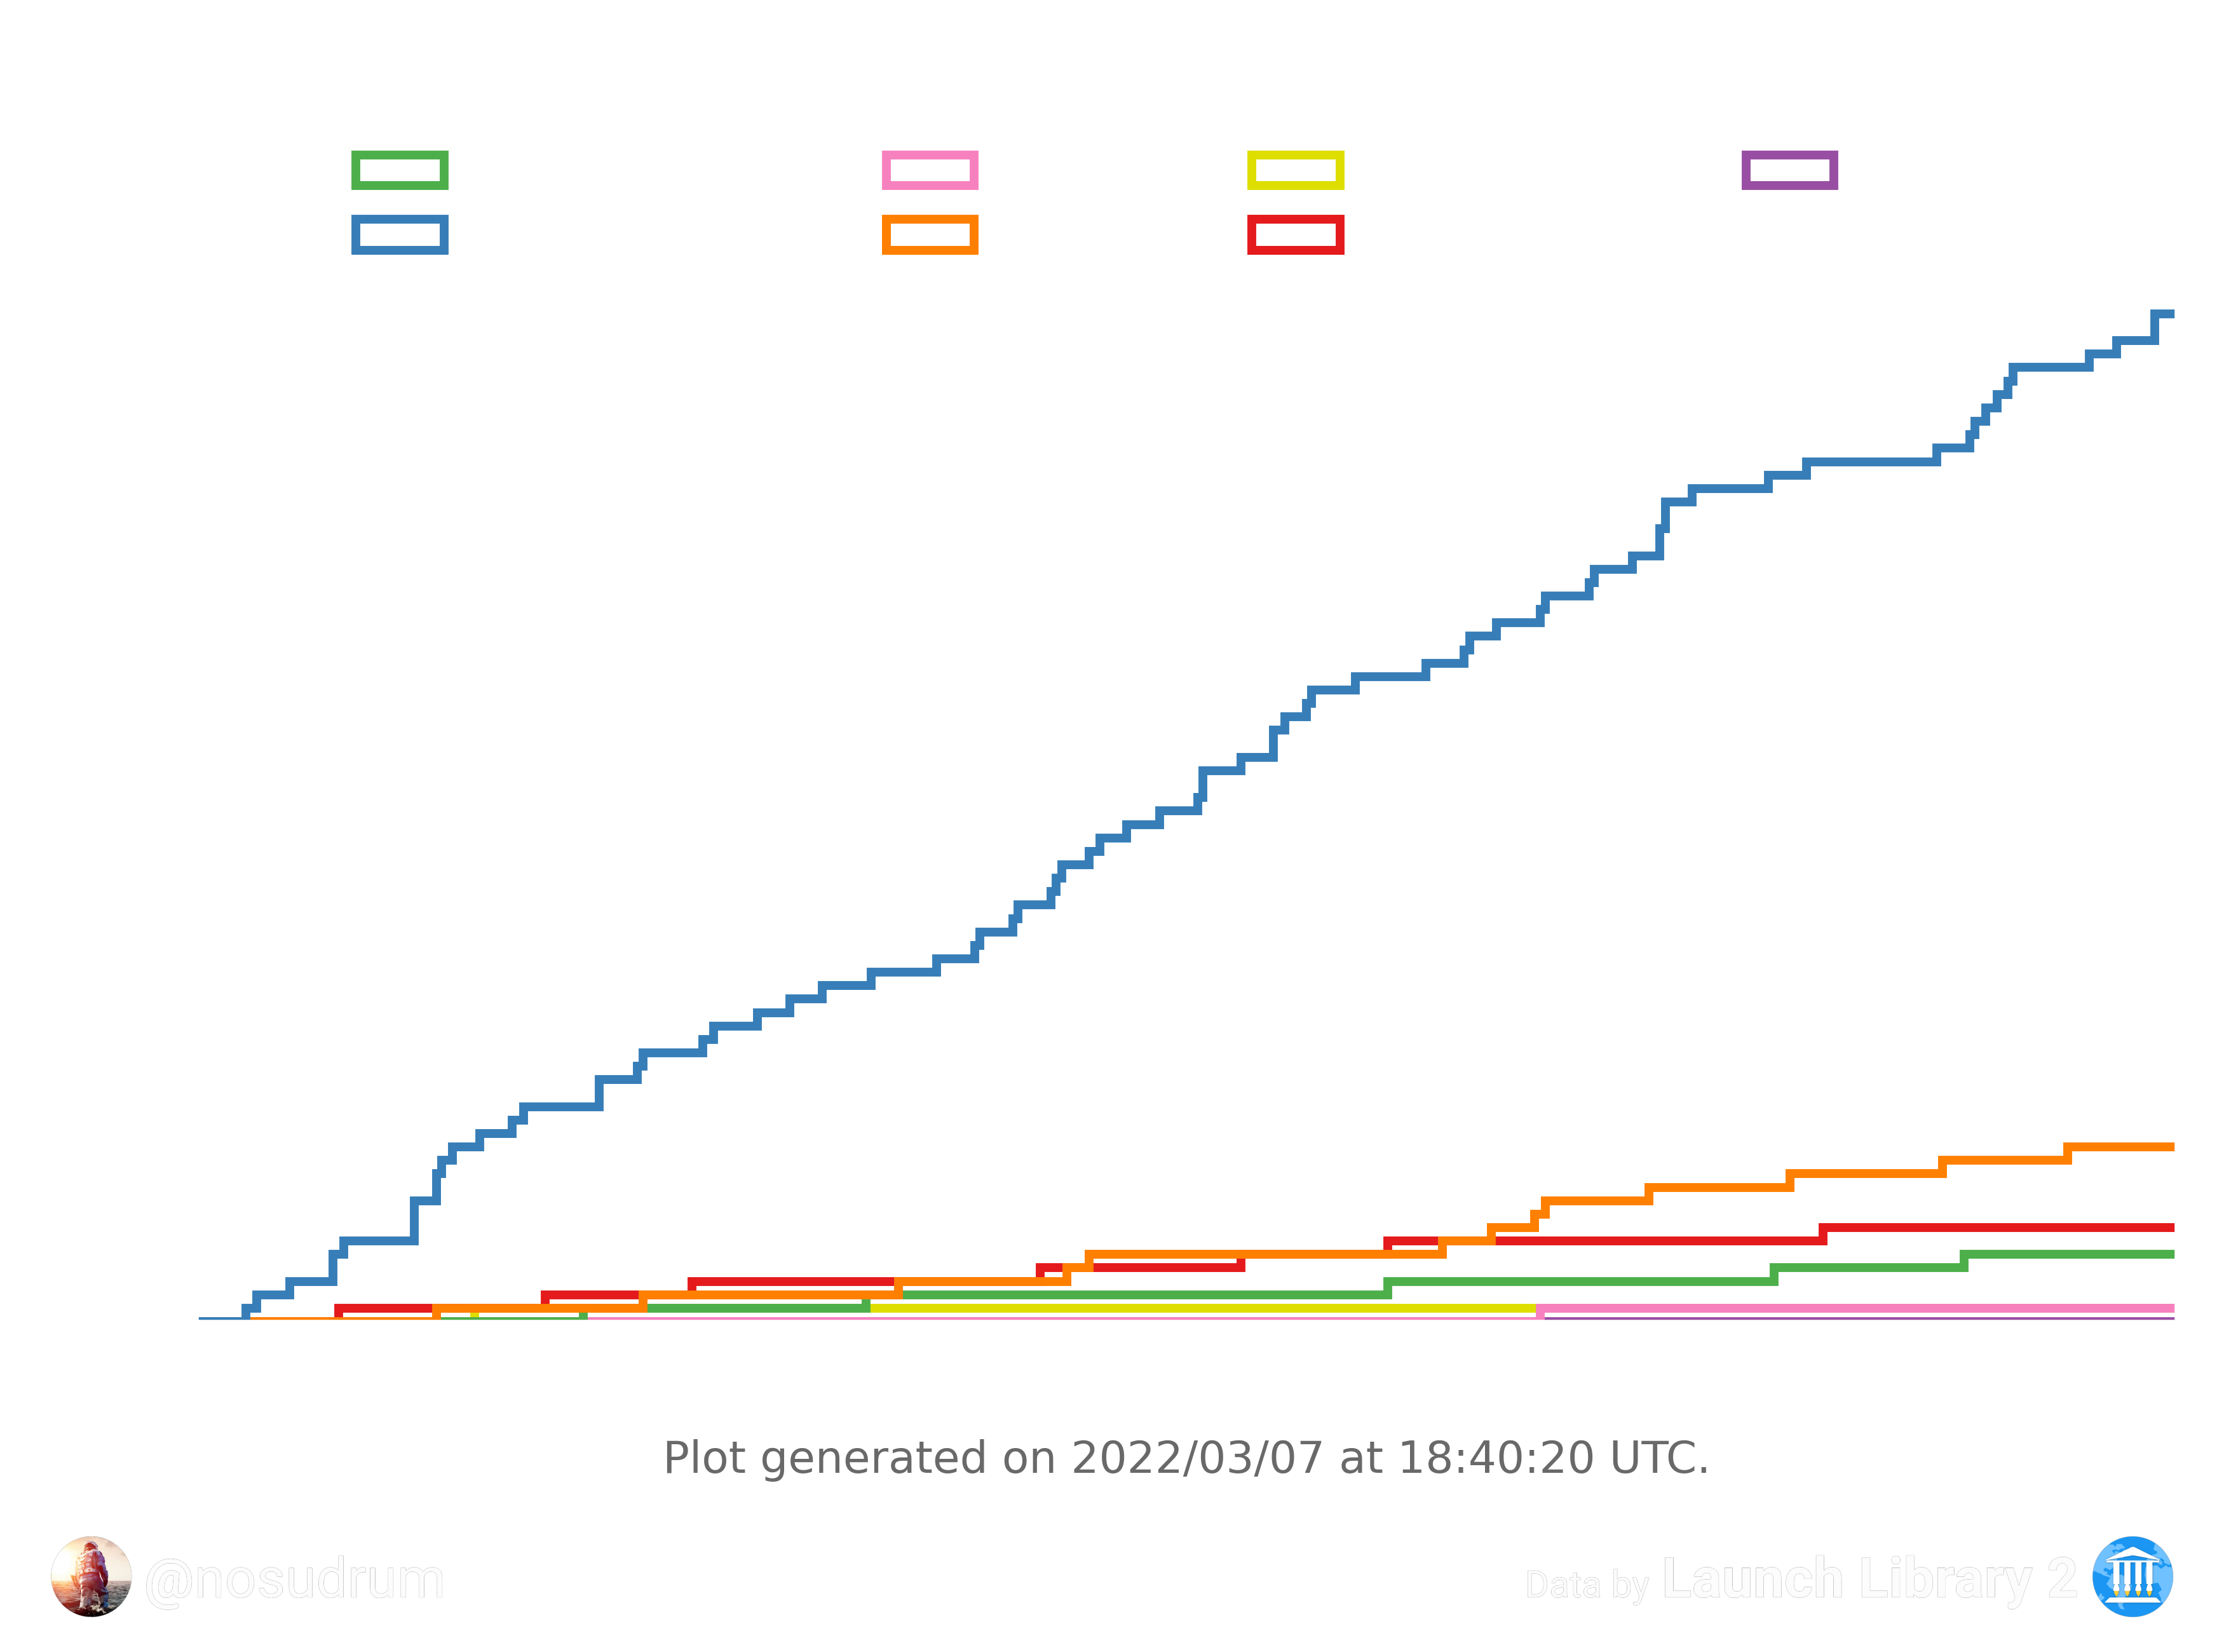 Plot generated on 2022/03/07 at 18:40:20 UTC.
@nosudrum
Data by Launch Library 2